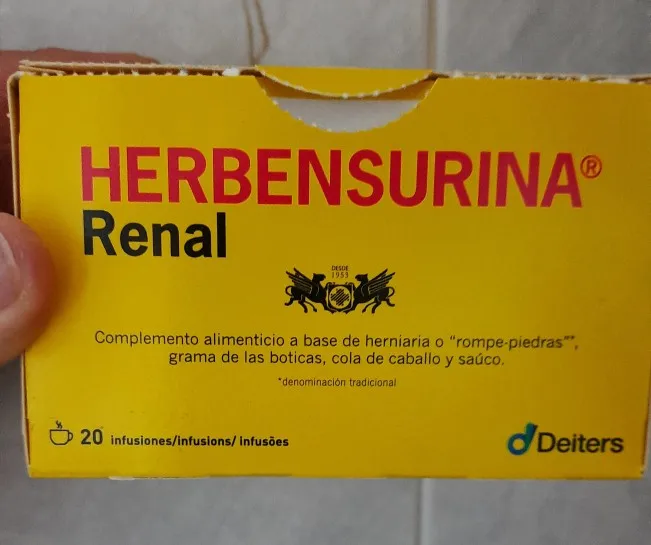 HERBENSURINA®
Renal
DESDE
1953
Complemento alimenticio a base de herniaria o "rompe-piedras"*,
grama de las boticas, cola de caballo y saúco.
*denominación tradicional
20 infusiones/infusions/ infusões
Deiters